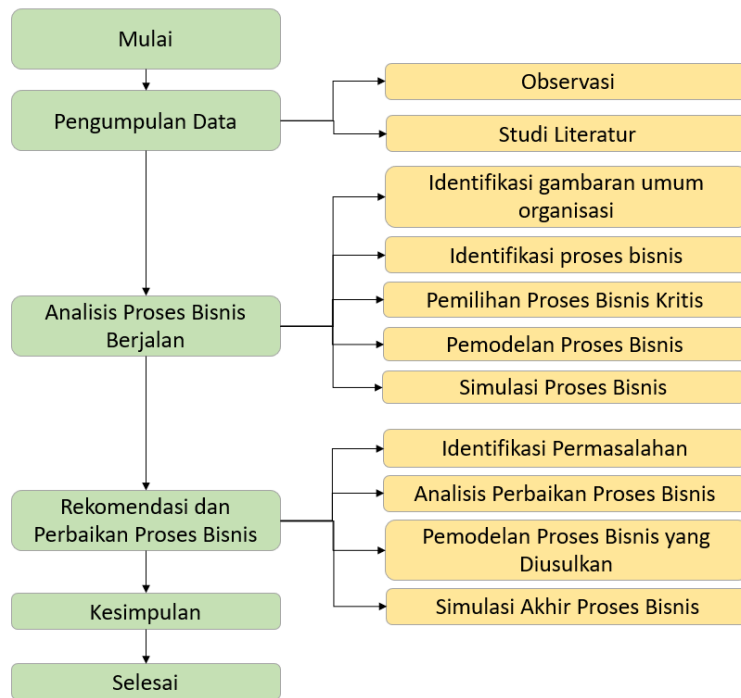 Mulai
Pengumpulan Data
Observasi
Studi Literatur
Analisis Proses Bisnis
Berjalan
Identifikasi gambaran umum
organisasi
Identifikasi proses bisnis
Pemilihan Proses Bisnis Kritis
Pemodelan Proses Bisnis
Simulasi Proses Bisnis
Rekomendasi dan
Perbaikan Proses Bisnis
Identifikasi Permasalahan
Analisis Perbaikan Proses Bisnis
Pemodelan Proses Bisnis yang
Diusulkan
Simulasi Akhir Proses Bisnis
Kesimpulan
Selesai